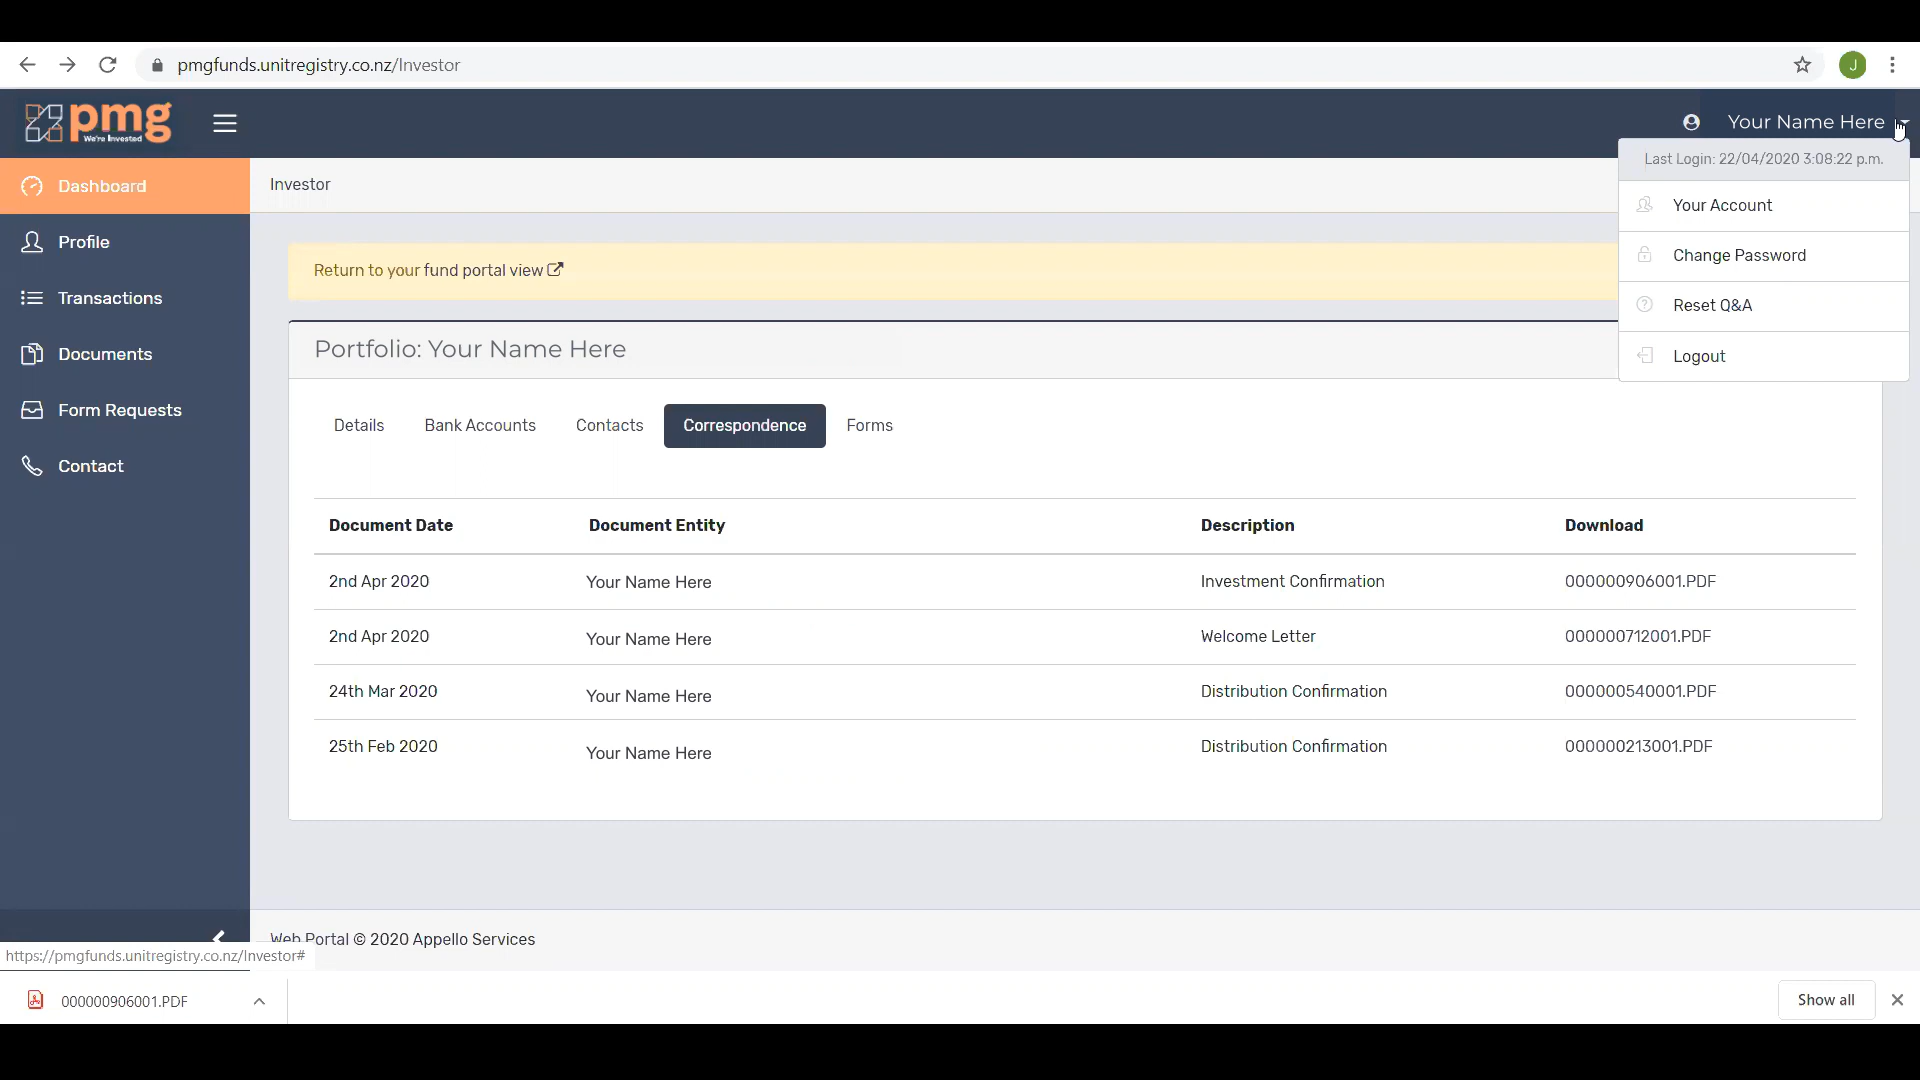 pmgfunds.unitregistry.co.nz/Investor
J
pmg
We're Invested
Your Name Here
Last Login: 22/04/2020 3:08:22 p.m.
Your Account
Change Password
Reset Q&A
Logout
Dashboard
Profile
Transactions
Documents
Form Requests
Contact
Investor
Return to your fund portal view
Portfolio: Your Name Here
Details Bank Accounts Contacts Correspondence Forms
Document Date Document Entity Description Download
2nd Apr 2020 Your Name Here Investment Confirmation 000000906001.PDF
2nd Apr 2020 Your Name Here Welcome Letter 000000712001.PDF
24th Mar 2020 Your Name Here Distribution Confirmation 000000540001.PDF
25th Feb 2020 Your Name Here Distribution Confirmation 000000213001.PDF
Web Portal © 2020 Appello Services
https://pmgfunds.unitregistry.co.nz/Investor#
000000906001.PDF
Show all